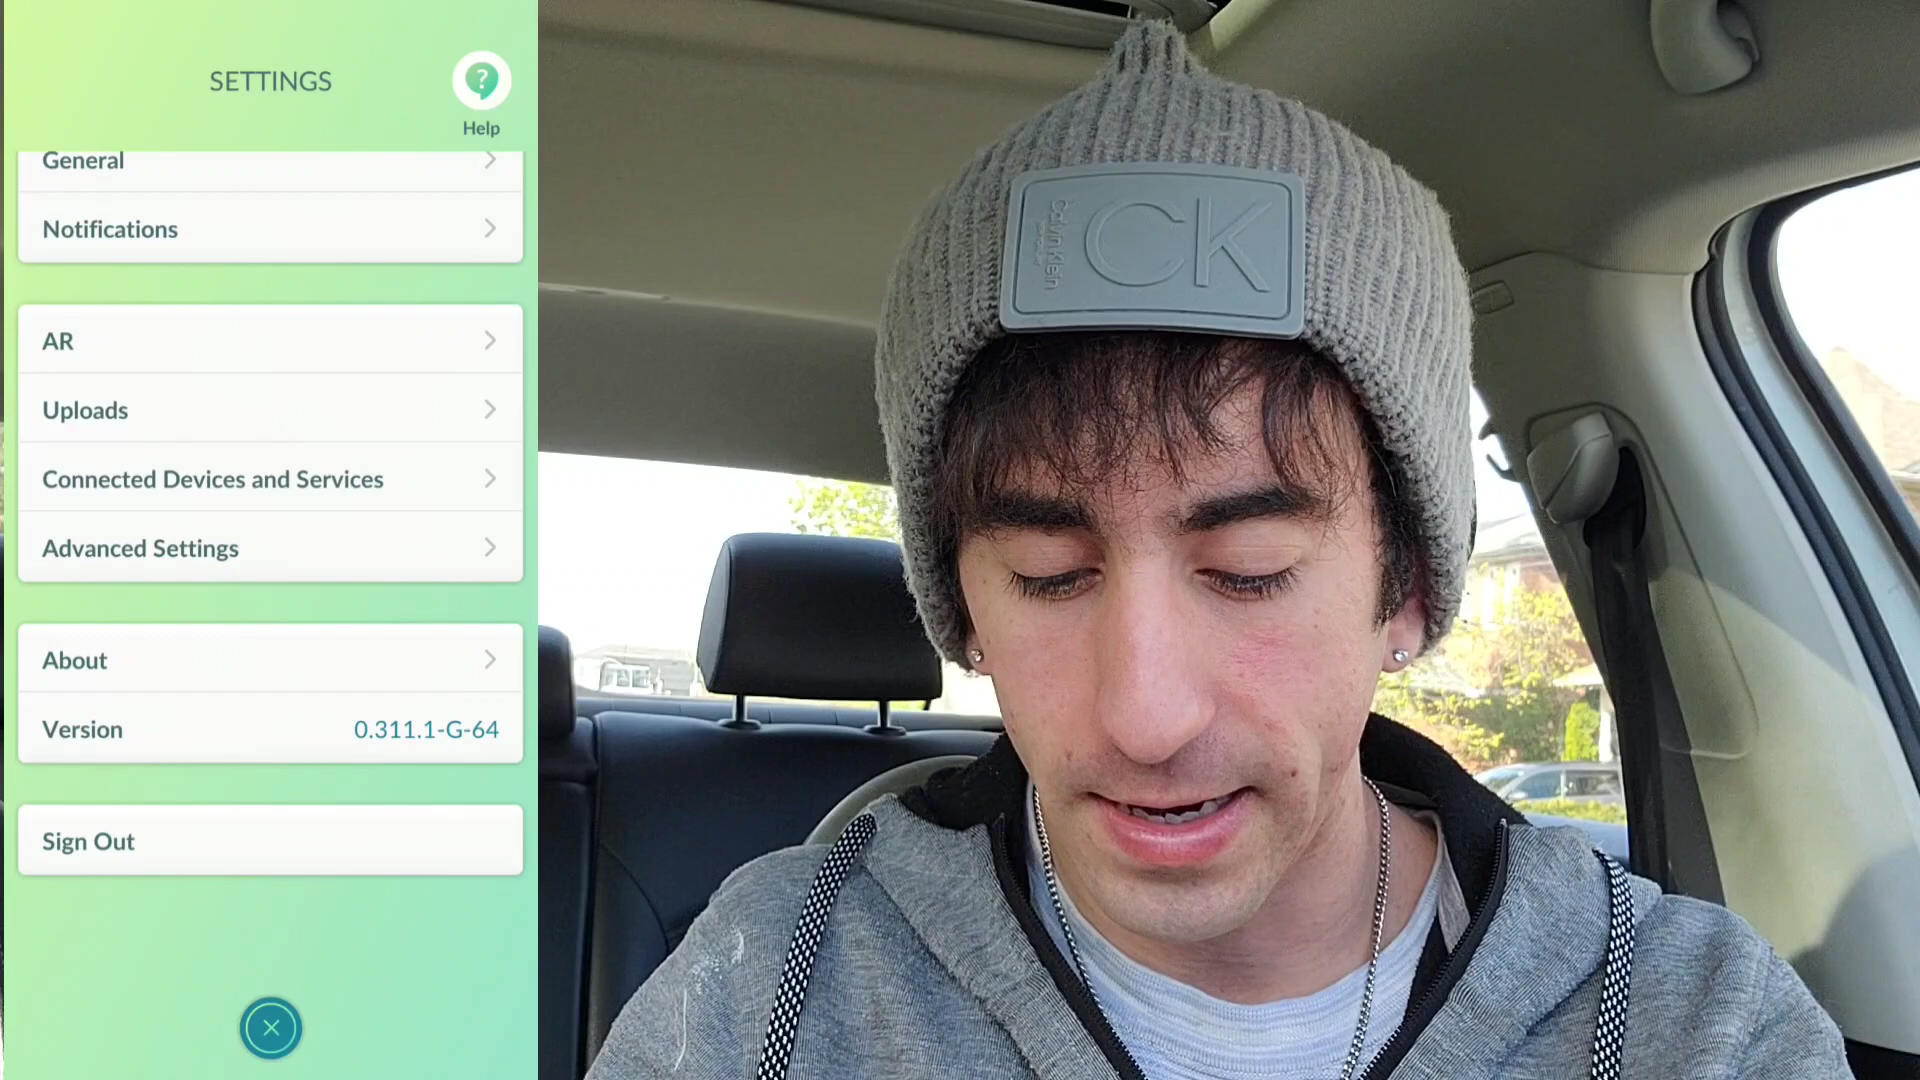 SETTINGS
?
Help
General
Notifications
AR
Uploads
Connected Devices and Services
Advanced Settings
About
Version 0.311.1-G-64
Sign Out
CK
Calvin Klein